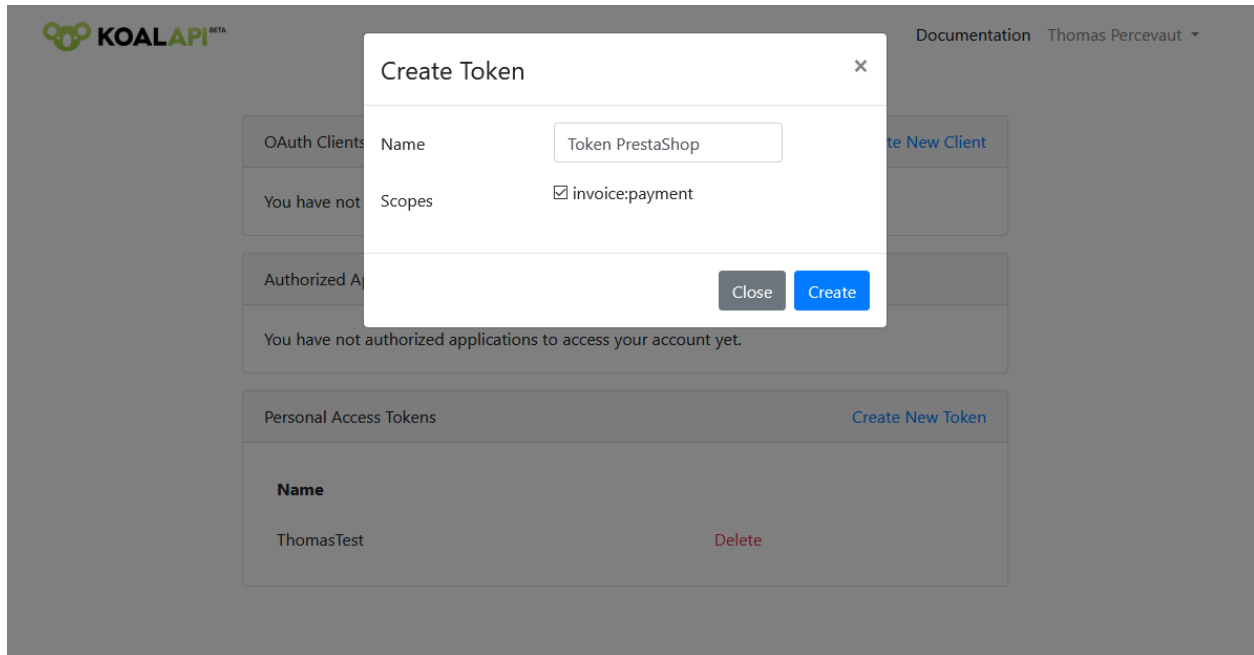 KOALAPI BETA
Documentation Thomas Percevaut
Create Token ×
Name Token PrestaShop
Scopes invoice:payment
Close Create
OAuth Clients te New Client
You have not
Authorized A
You have not authorized applications to access your account yet.
Personal Access Tokens Create New Token
Name
ThomasTest Delete